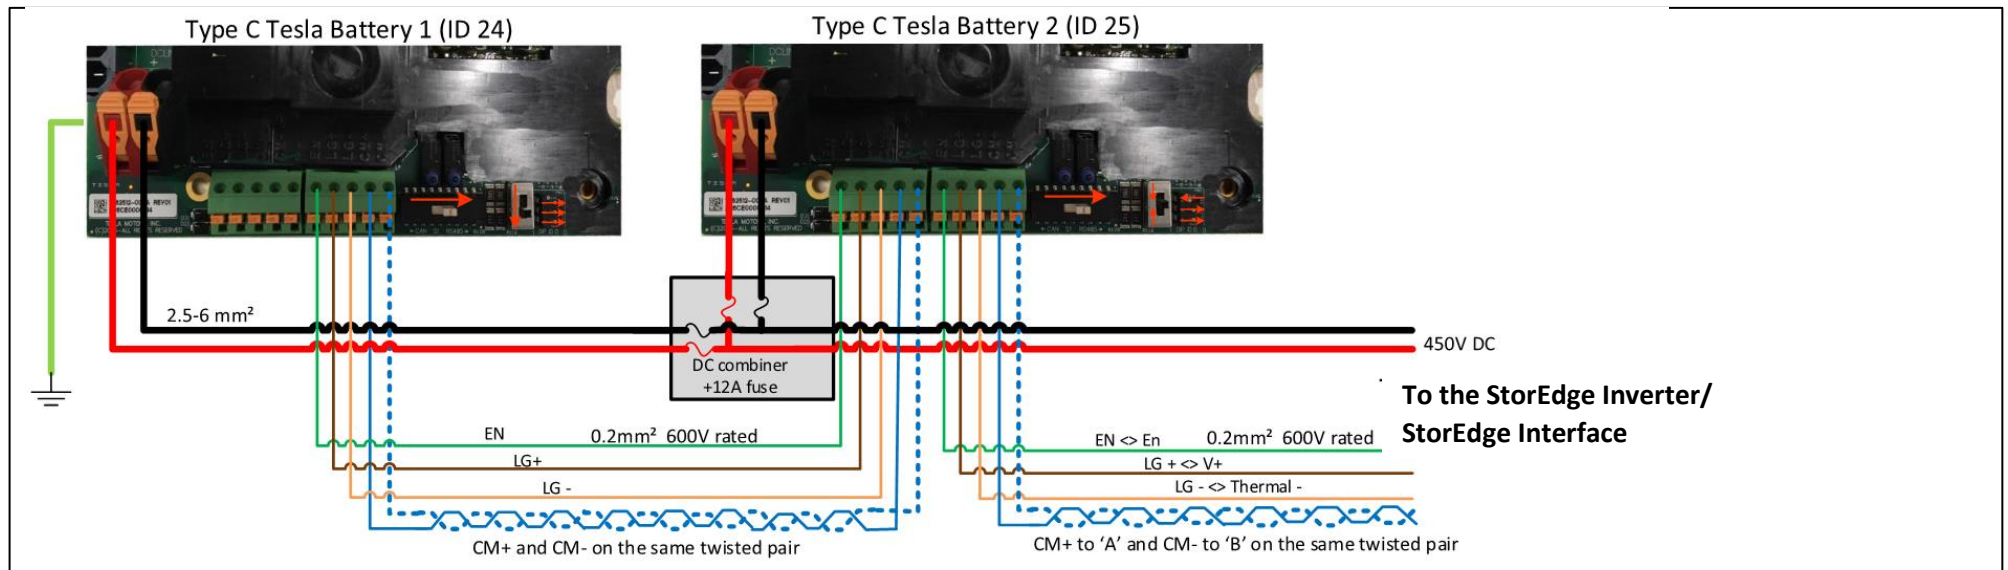 Type C Tesla Battery 1 (ID 24)
Type C Tesla Battery 2 (ID 25)
2.5-6 mm²
DC combiner
+12A fuse
450V DC
To the StorEdge Inverter/
StorEdge Interface
EN
0.2mm² 600V rated
LG+
LG -
CM+ and CM- on the same twisted pair
EN <> En
0.2mm² 600V rated
LG + <> V+
LG - <> Thermal -
CM+ to ‘A’ and CM- to ‘B’ on the same twisted pair